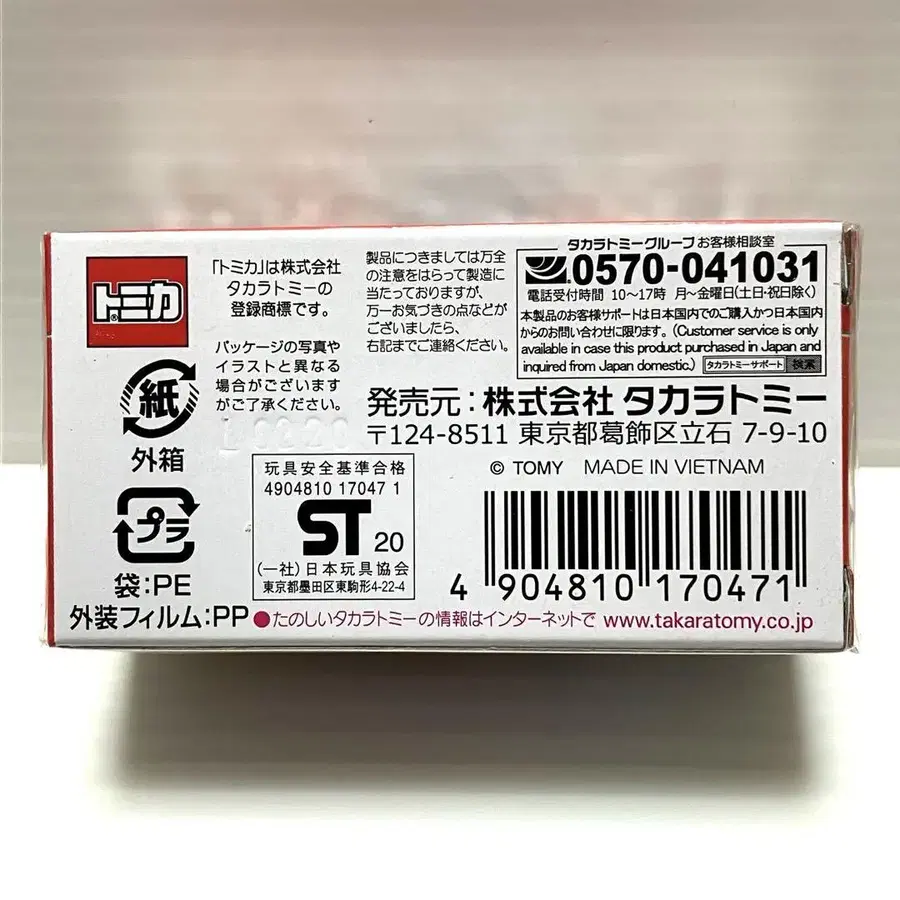 トミカ
®
「トミカ」は株式会社
タカラトミーの
登録商標です。
パッケージの写真や
イラストと異なる
場合がございます
がご了承ください。
製品につきましては万全
の注意をはらって製造に
当たっておりますが、
万一お気づきの点などが
ございましたら、
右記までご連絡ください。
タカラトミーグループ お客様相談室
0570-041031
電話受付時間 10〜17時 月〜金曜日(土日・祝日除く)
本製品のお客様サポートは日本国内でのご購入かつ日本国内
からのお問い合わせに限ります。(Customer service is only
available in case this product purchased in Japan and
inquired from Japan domestic.)
タカラトミーサポート 検索
発売元:株式会社 タカラトミー
〒124-8511 東京都葛飾区立石 7-9-10
© TOMY MADE IN VIETNAM
紙
外箱
プラ
袋:PE
外装フィルム:PP
玩具安全基準合格
4904810 17047 1
ST 20
(一社)日本玩具協会
東京都墨田区東駒形4-22-4
4 904810 170471
●たのしいタカラトミーの情報はインターネットで www.takaratomy.co.jp